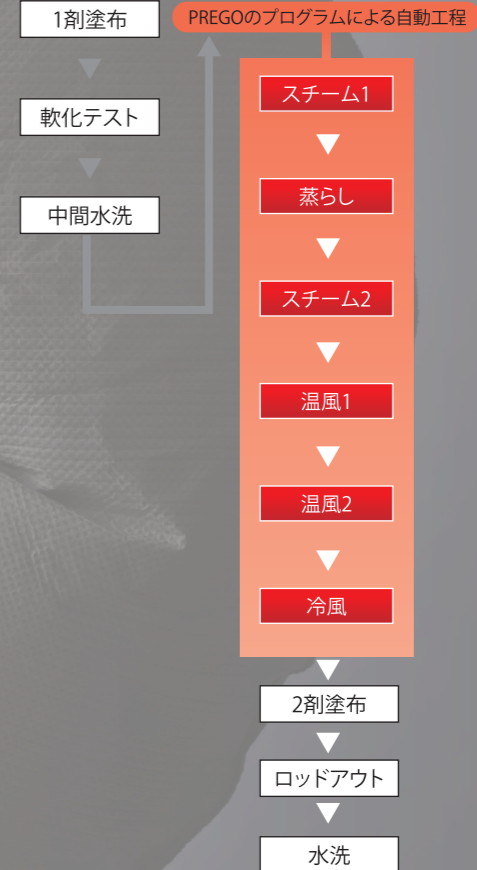 1剤塗布
軟化テスト
中間水洗
PREGOのプログラムによる自動工程
スチーム1
蒸らし
スチーム2
温風1
温風2
冷風
2剤塗布
ロッドアウト
水洗